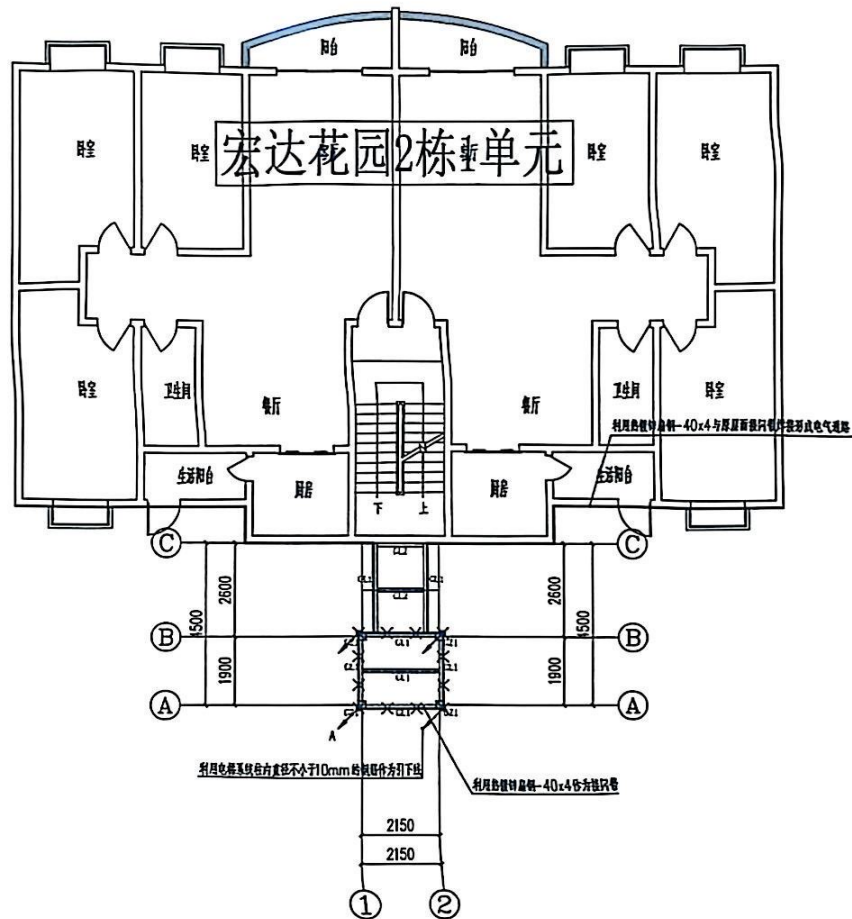 阳台 阳台
卧室 卧室 卧室 卧室
宏达花园2栋1单元
卧室 卫生间 餐厅 餐厅 卫生间 卧室
利用热镀锌扁钢-40x4与原屋面接闪带焊接形成电气通路
生活阳台 厨房 下 上 厨房 生活阳台
C C
2600 2600
4500 4500
B B
1900 1900
A A
A
利用电梯系统柱内直径不小于10mm的钢筋作为引下线
利用热镀锌扁钢-40x4作为接闪带
2150
2150
1 2